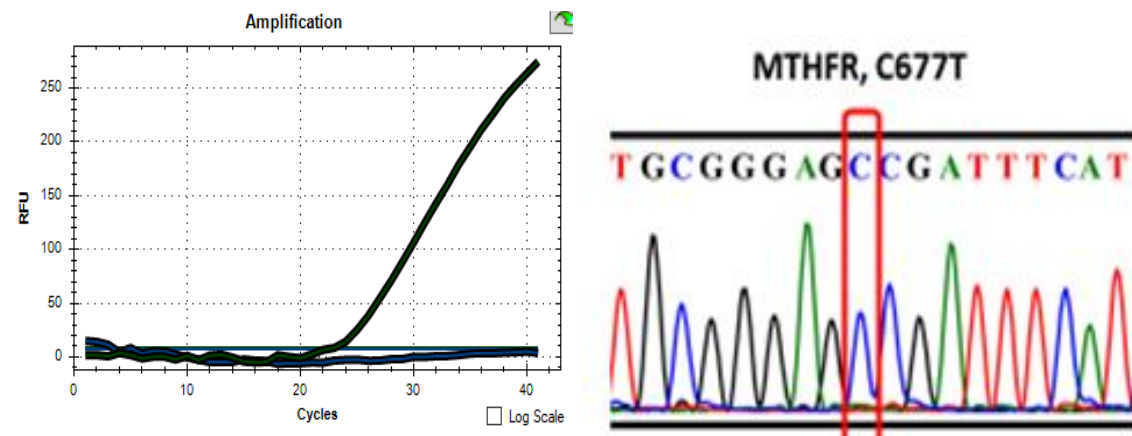 Amplification
250
200
150
100
50
0
RFU
0 10 20 30 40
Cycles
Log Scale
MTHFR, C677T
TGCGGGAGCCGATTTCAT